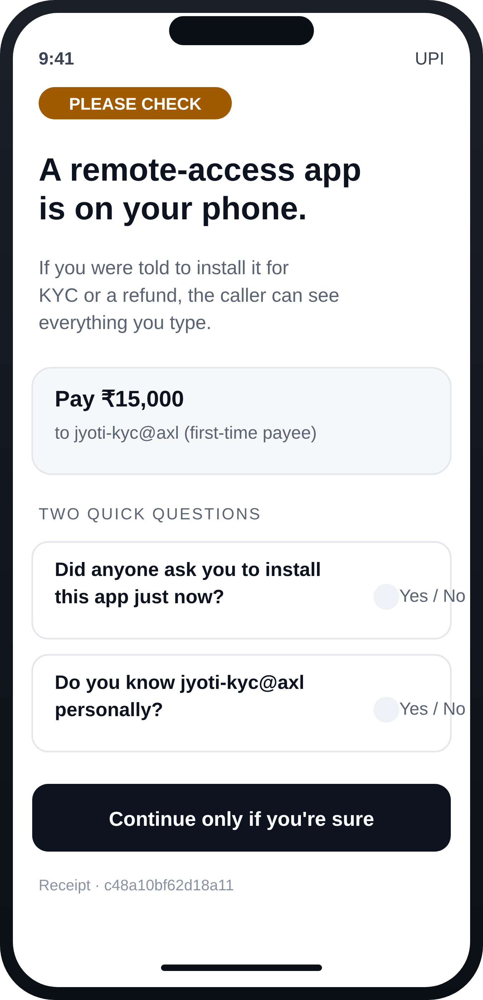 9:41
UPI
PLEASE CHECK
A remote-access app
is on your phone.
If you were told to install it for
KYC or a refund, the caller can see
everything you type.
Pay ₹15,000
to jyoti-kyc@axl (first-time payee)
TWO QUICK QUESTIONS
Did anyone ask you to install
this app just now?
Yes / No
Do you know jyoti-kyc@axl
personally?
Yes / No
Continue only if you're sure
Receipt · c48a10bf62d18a11